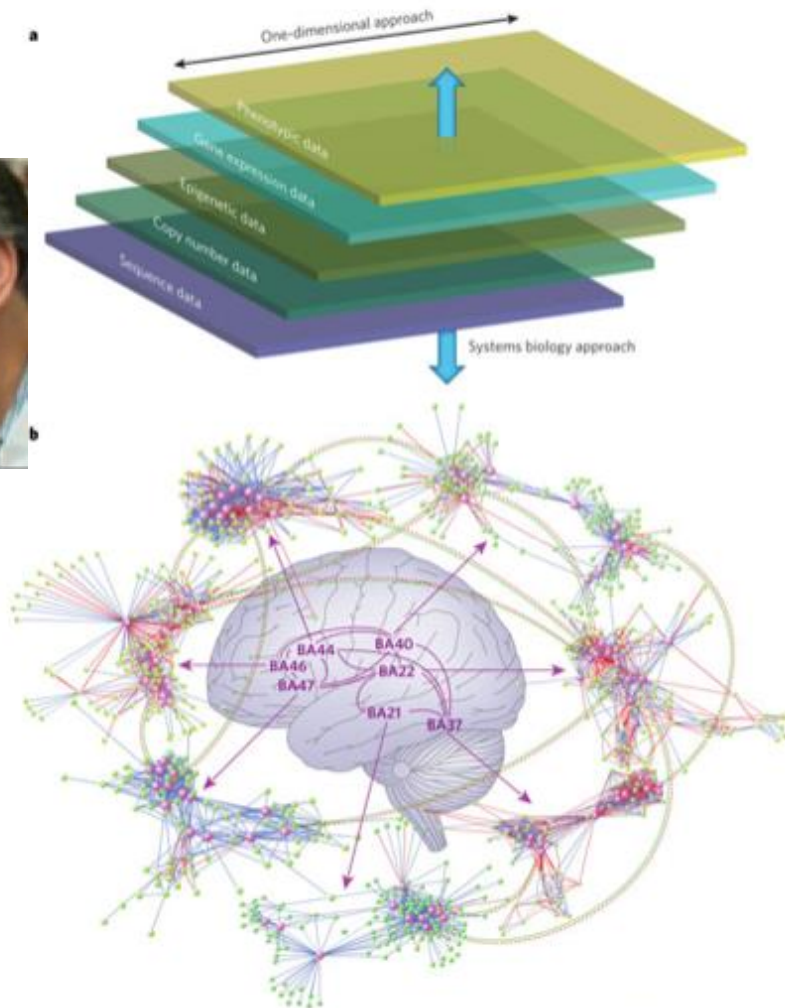 a
One-dimensional approach
Phenotypic data
Gene expression data
Epigenetic data
Copy number data
Sequence data
Systems biology approach
b
BA44
BA40
BA46
BA22
BA47
BA21
BA37